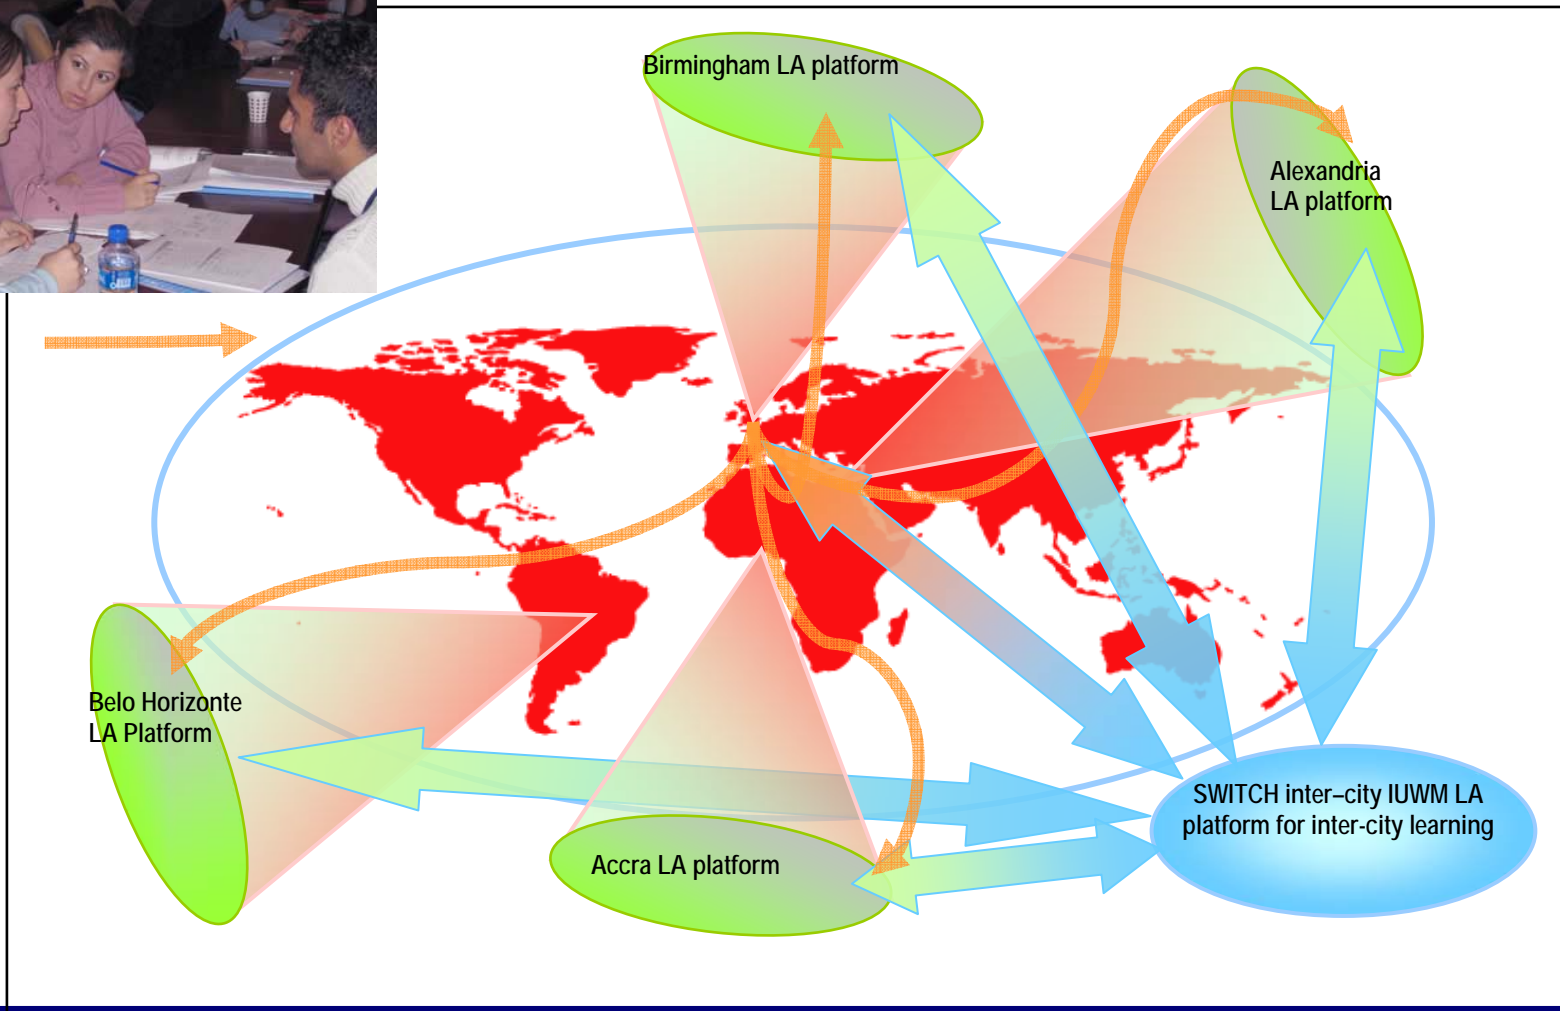 Birmingham LA platform
Alexandria
LA platform
Belo Horizonte
LA Platform
SWITCH inter–city IUWM LA
platform for inter-city learning
Accra LA platform